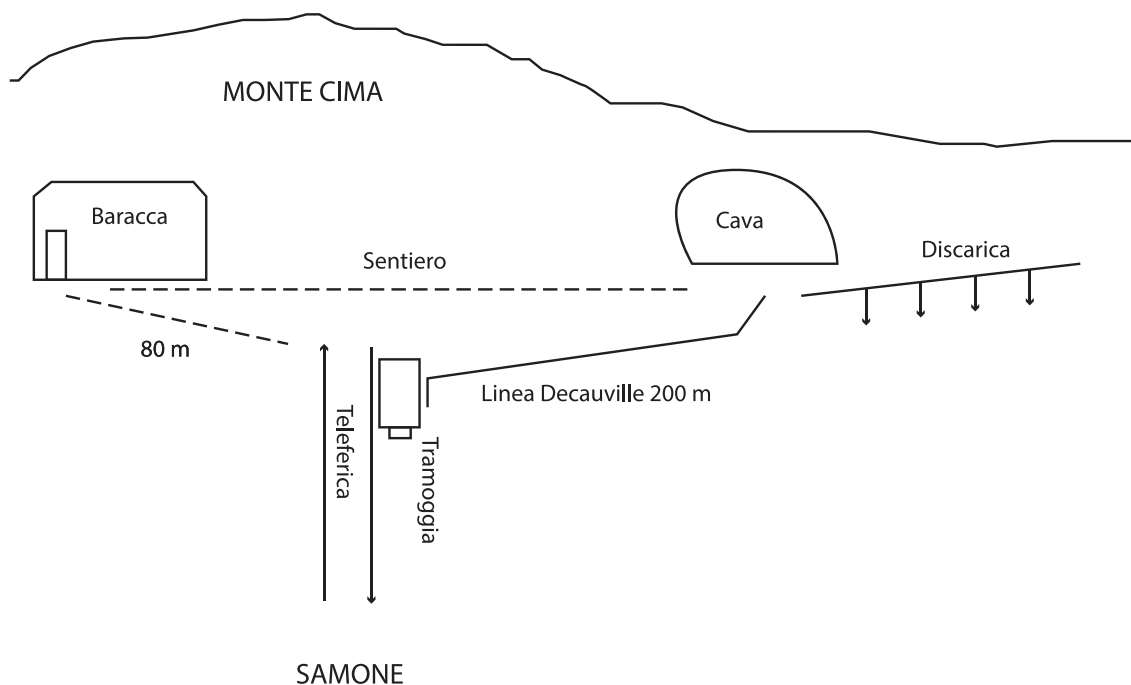 MONTE CIMA
Baracca
Cava
Sentiero
Discarica
80 m
Linea Decauville 200 m
Teleferica
Tramoggia
SAMONE